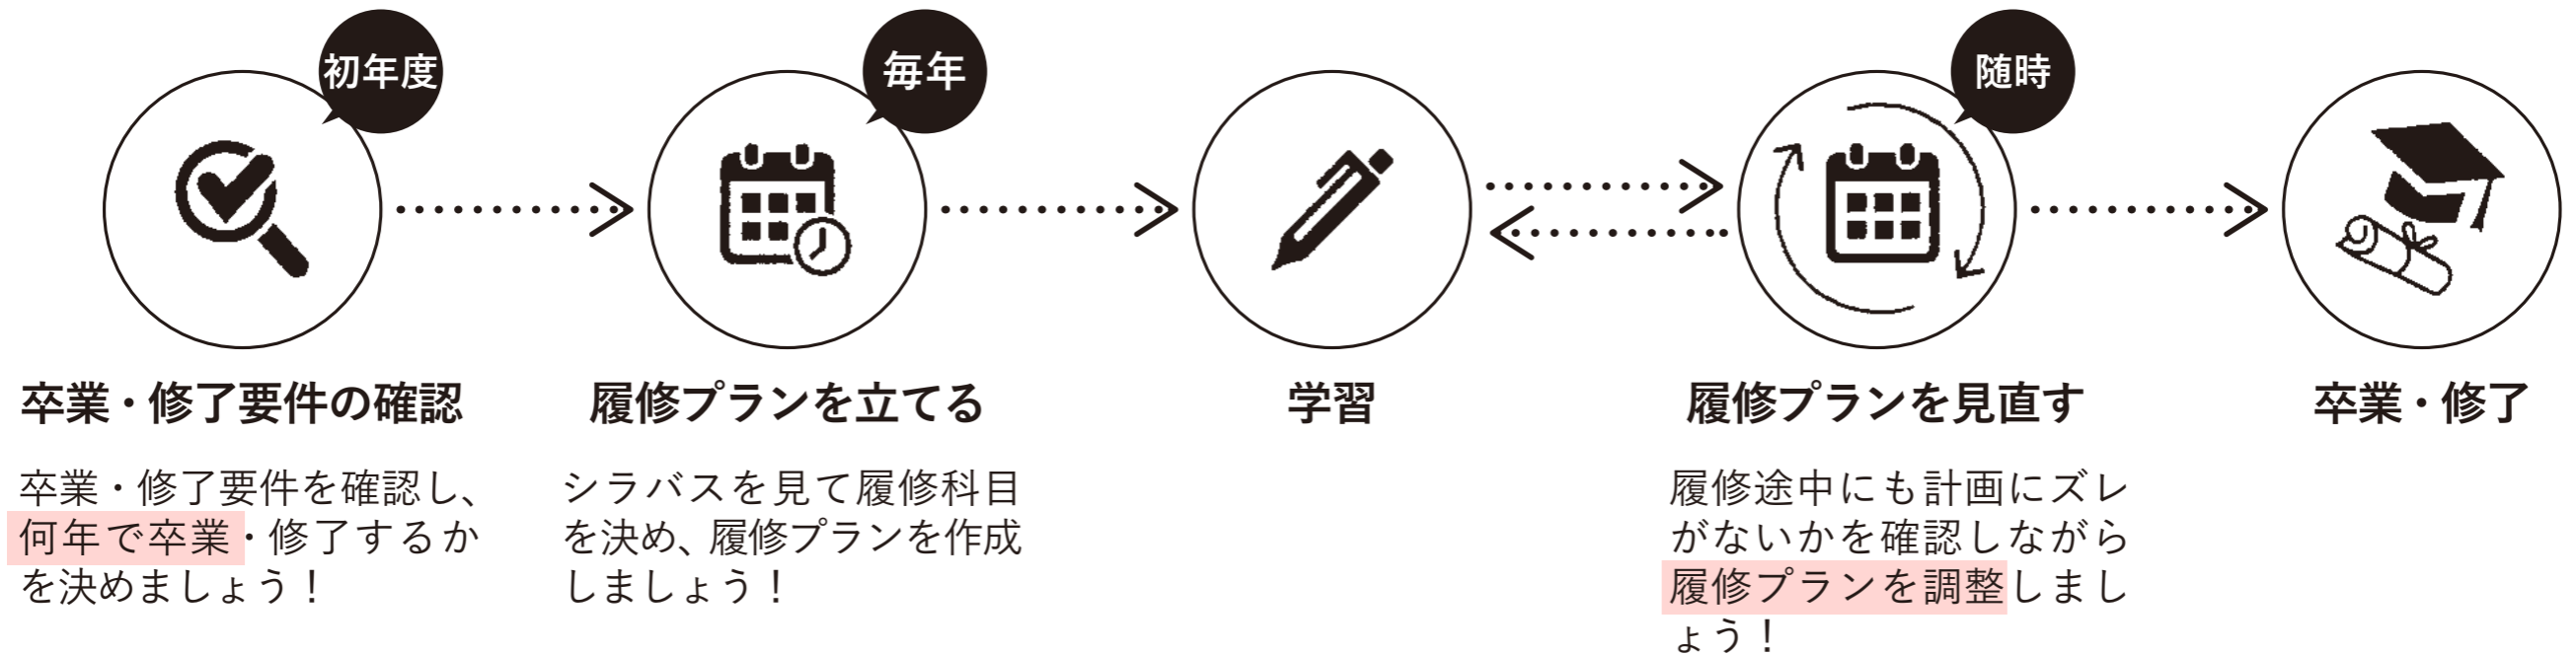 初年度
毎年
随時
卒業・修了要件の確認
卒業・修了要件を確認し、
何年で卒業・修了するか
を決めましょう！
履修プランを立てる
シラバスを見て履修科目
を決め、履修プランを作成
しましょう！
学習
履修プランを見直す
履修途中にも計画にズレ
がないかを確認しながら
履修プランを調整しまし
ょう！
卒業・修了